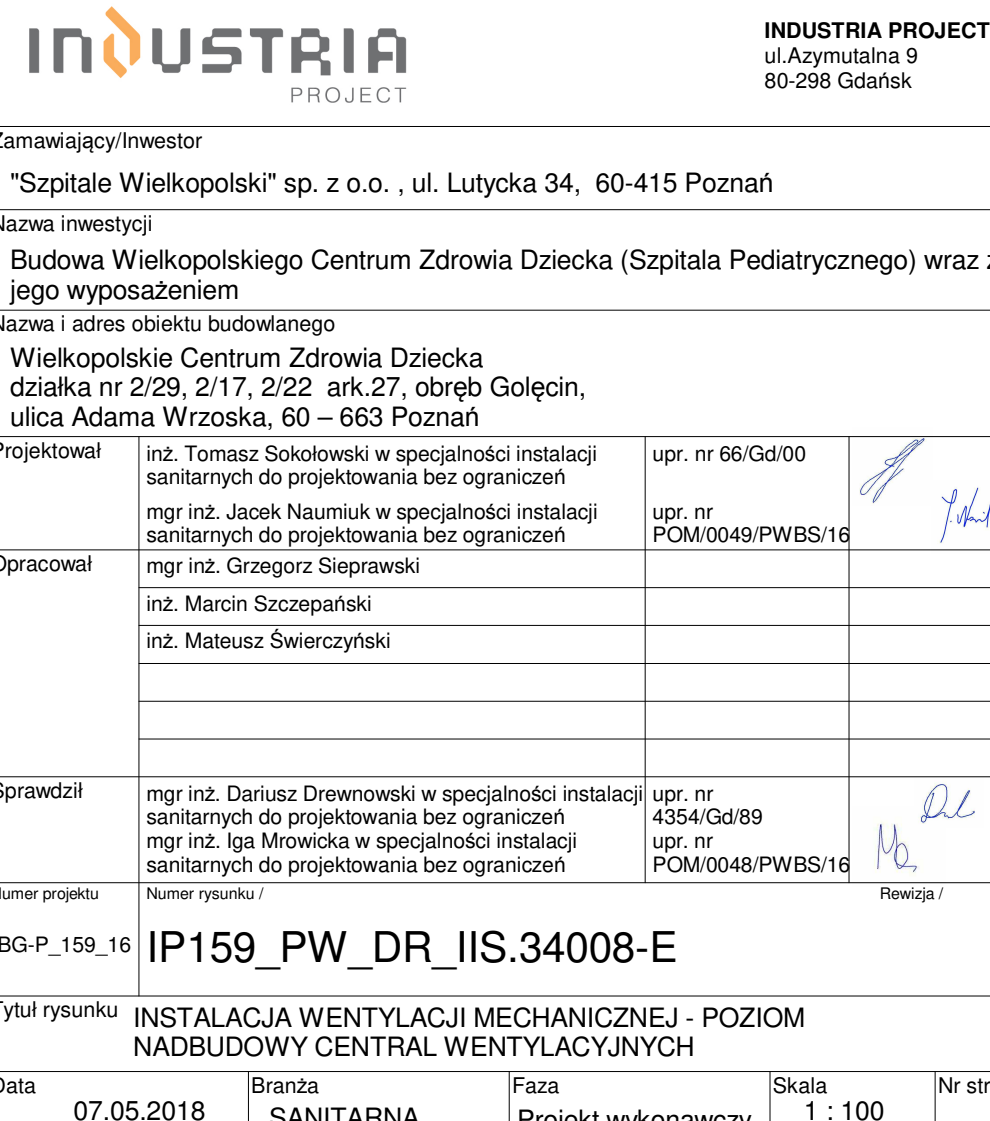 INDUSTRIA
PROJECT
INDUSTRIA PROJECT
ul.Azymutalna 9
80-298 Gdańsk
Zamawiający/Inwestor
"Szpitale Wielkopolski" sp. z o.o. , ul. Lutycka 34, 60-415 Poznań
Nazwa inwestycji
Budowa Wielkopolskiego Centrum Zdrowia Dziecka (Szpitala Pediatrycznego) wraz z
jego wyposażeniem
Nazwa i adres obiektu budowlanego
Wielkopolskie Centrum Zdrowia Dziecka
działka nr 2/29, 2/17, 2/22 ark.27, obręb Golęcin,
ulica Adama Wrzoska, 60 – 663 Poznań
Projektował
inż. Tomasz Sokołowski w specjalności instalacji
sanitarnych do projektowania bez ograniczeń
upr. nr 66/Gd/00
mgr inż. Jacek Naumiuk w specjalności instalacji
sanitarnych do projektowania bez ograniczeń
upr. nr
POM/0049/PWBS/16
Opracował
mgr inż. Grzegorz Sieprawski
inż. Marcin Szczepański
inż. Mateusz Świerczyński
Sprawdził
mgr inż. Dariusz Drewnowski w specjalności instalacji
sanitarnych do projektowania bez ograniczeń
upr. nr
4354/Gd/89
mgr inż. Iga Mrowicka w specjalności instalacji
sanitarnych do projektowania bez ograniczeń
upr. nr
POM/0048/PWBS/16
Numer projektu
Numer rysunku /
Rewizja /
BG-P_159_16
IP159_PW_DR_IIS.34008-E
Tytuł rysunku
INSTALACJA WENTYLACJI MECHANICZNEJ - POZIOM
NADBUDOWY CENTRAL WENTYLACYJNYCH
Data
07.05.2018
Branża
SANITARNA
Faza
Projekt wykonawczy
Skala
1 : 100
Nr str